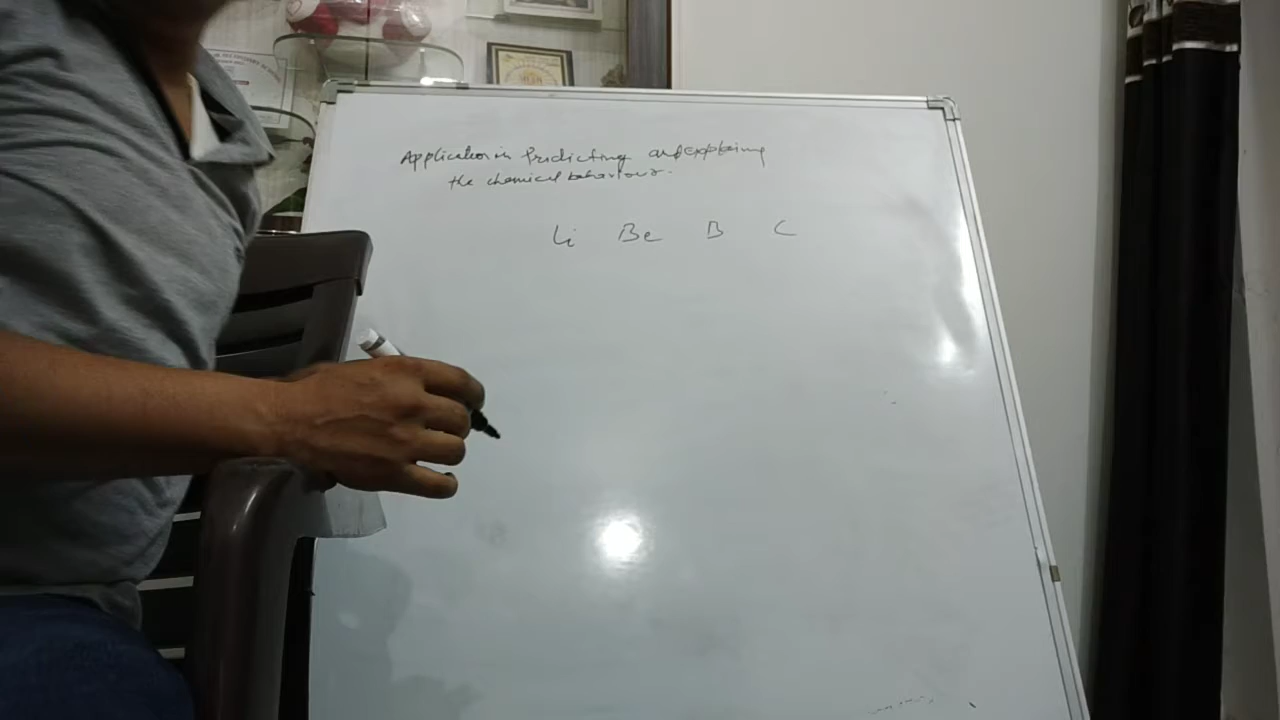 Application in Predicting and explaining
the chemical behaviour.
Li Be B C